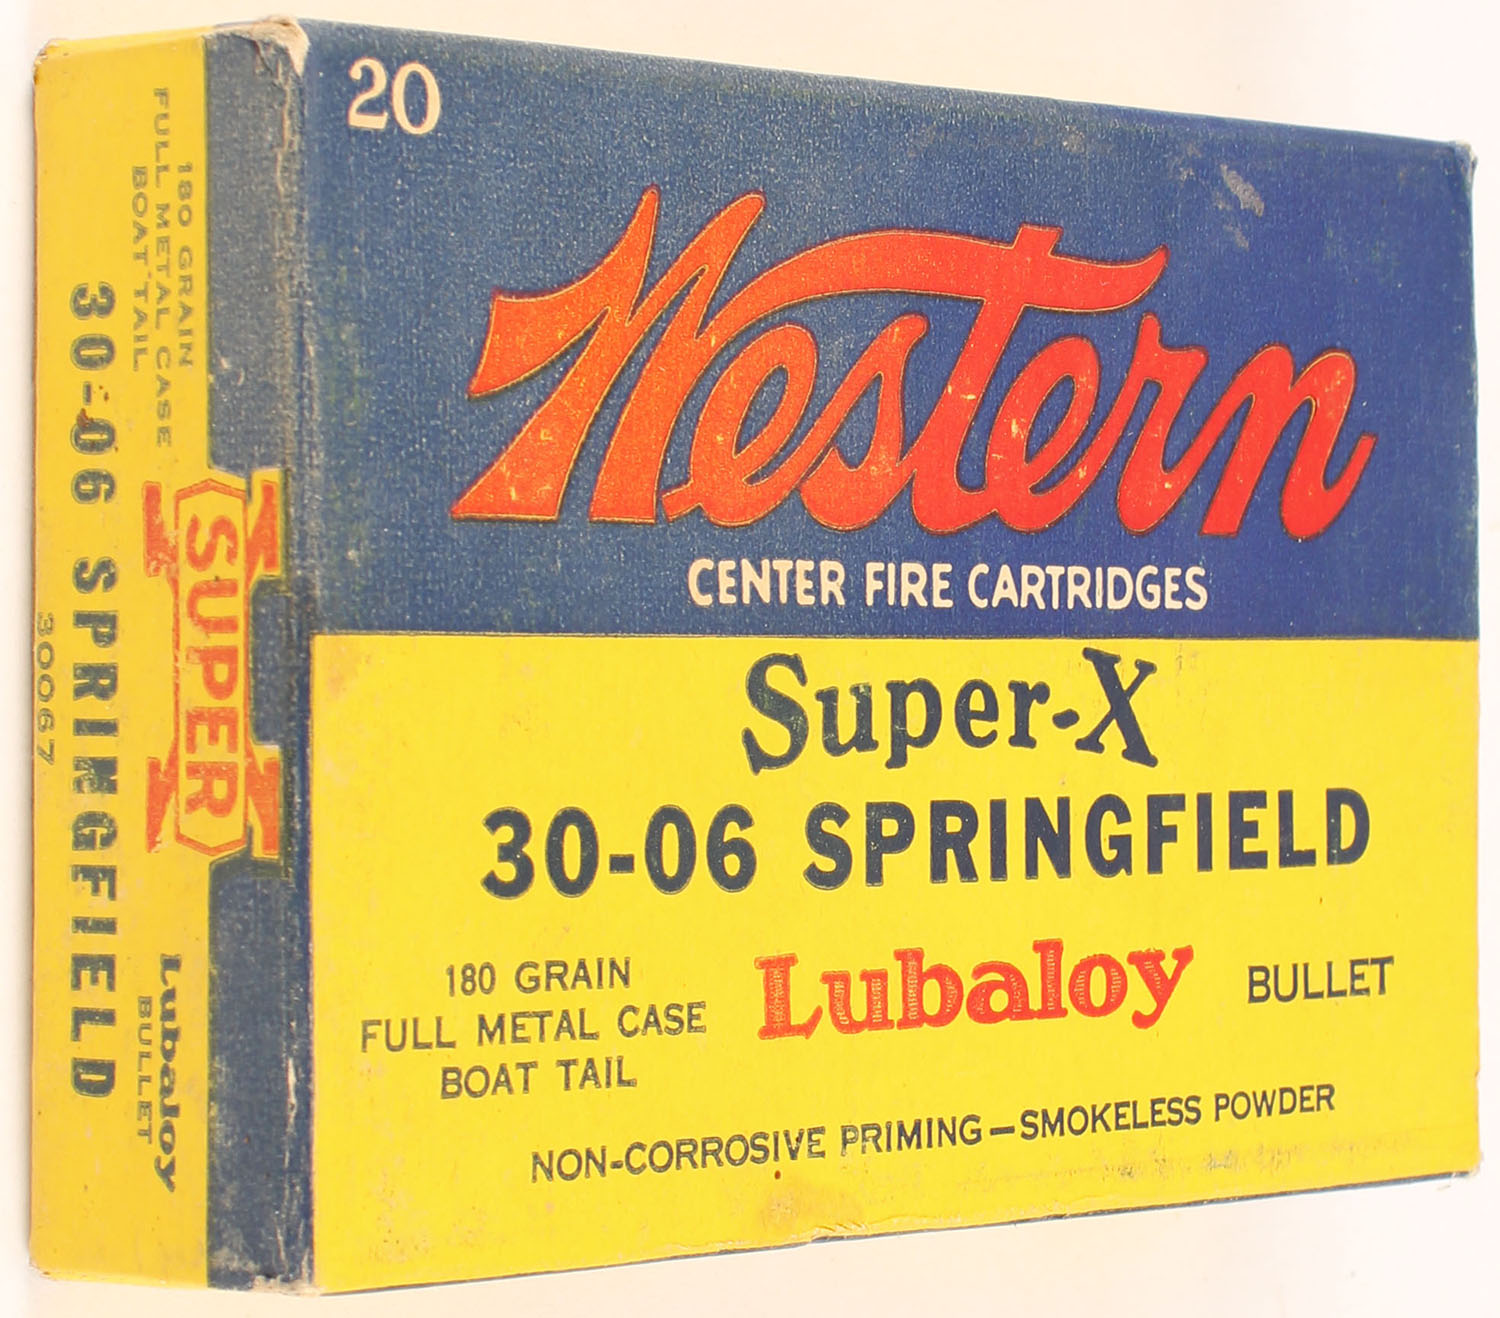 20
Western
CENTER FIRE CARTRIDGES
Super-X
30-06 SPRINGFIELD
180 GRAIN
FULL METAL CASE
BOAT TAIL
Lubaloy BULLET
NON-CORROSIVE PRIMING—SMOKELESS POWDER
SUPER X
180 GRAIN
FULL METAL CASE
BOAT TAIL
Lubaloy
BULLET
30-06 SPRINGFIELD
30067